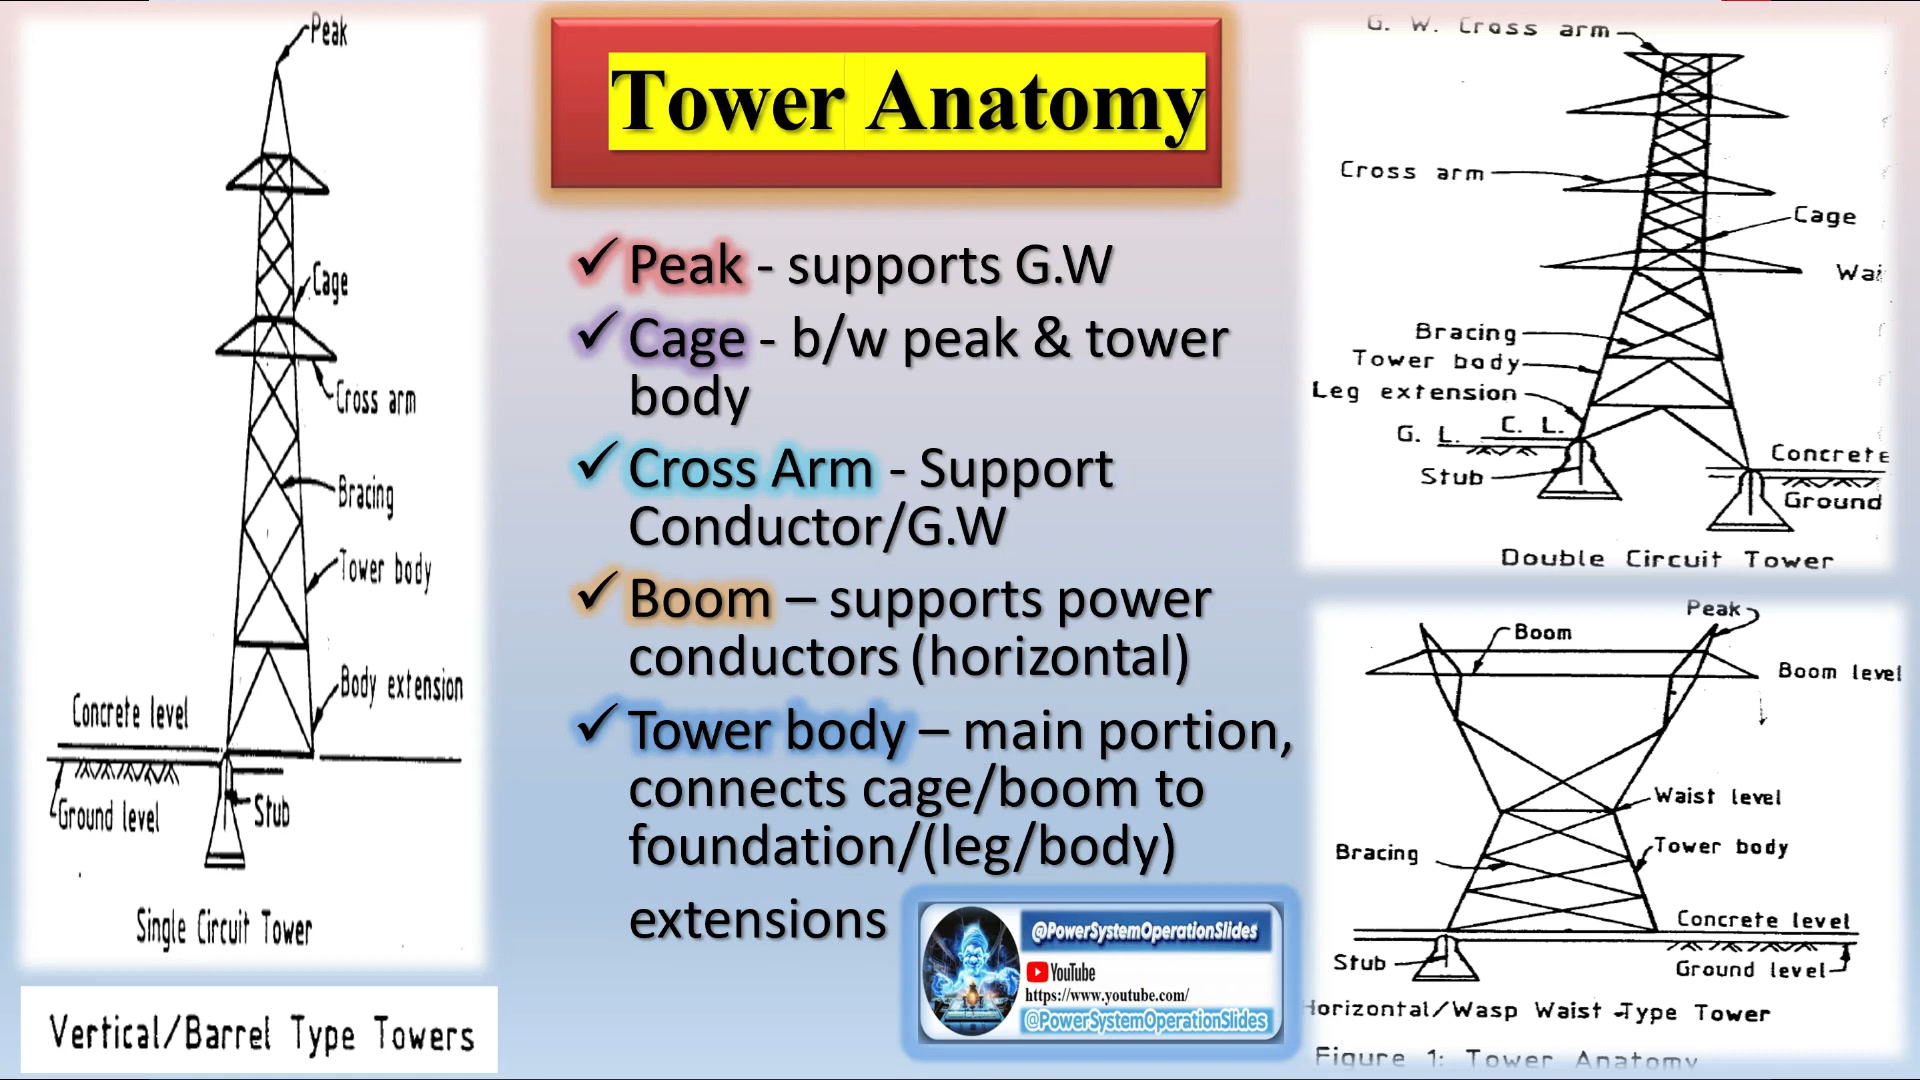 Peak
Cage
Cross arm
Bracing
Tower body
Body extension
Concrete level
Ground level
Stub
Single Circuit Tower
Vertical/Barrel Type Towers
Tower Anatomy
✓ Peak - supports G.W
✓ Cage - b/w peak & tower
body
✓ Cross Arm - Support
Conductor/G.W
✓ Boom – supports power
conductors (horizontal)
✓ Tower body – main portion,
connects cage/boom to
foundation/(leg/body)
extensions
@PowerSystemOperationSlides
YouTube
https://www.youtube.com/
@PowerSystemOperationSlides
G. W. Cross arm
Cross arm
Cage
Wai
Bracing
Tower body
Leg extension
C. L.
G. L.
Concrete
Stub
Ground
Double Circuit Tower
Peak
Boom
Boom level
Waist level
Tower body
Bracing
Concrete level
Stub
Ground level
Horizontal/Wasp Waist -Type Tower
Figure 1: Tower Anatomy